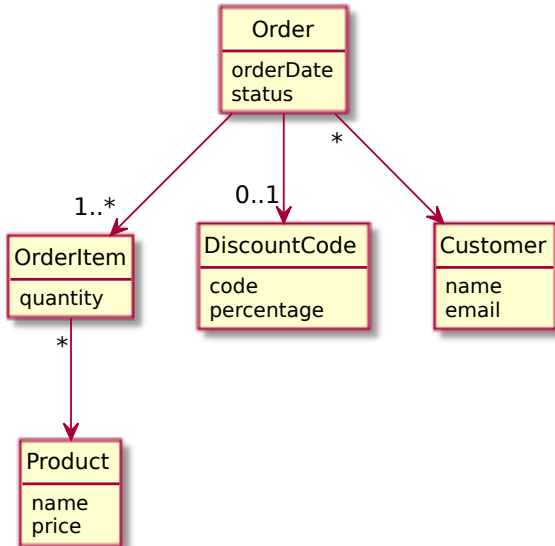 Order
orderDate
status
*
1..*
0..1
OrderItem
quantity
DiscountCode
code
percentage
Customer
name
email
*
Product
name
price